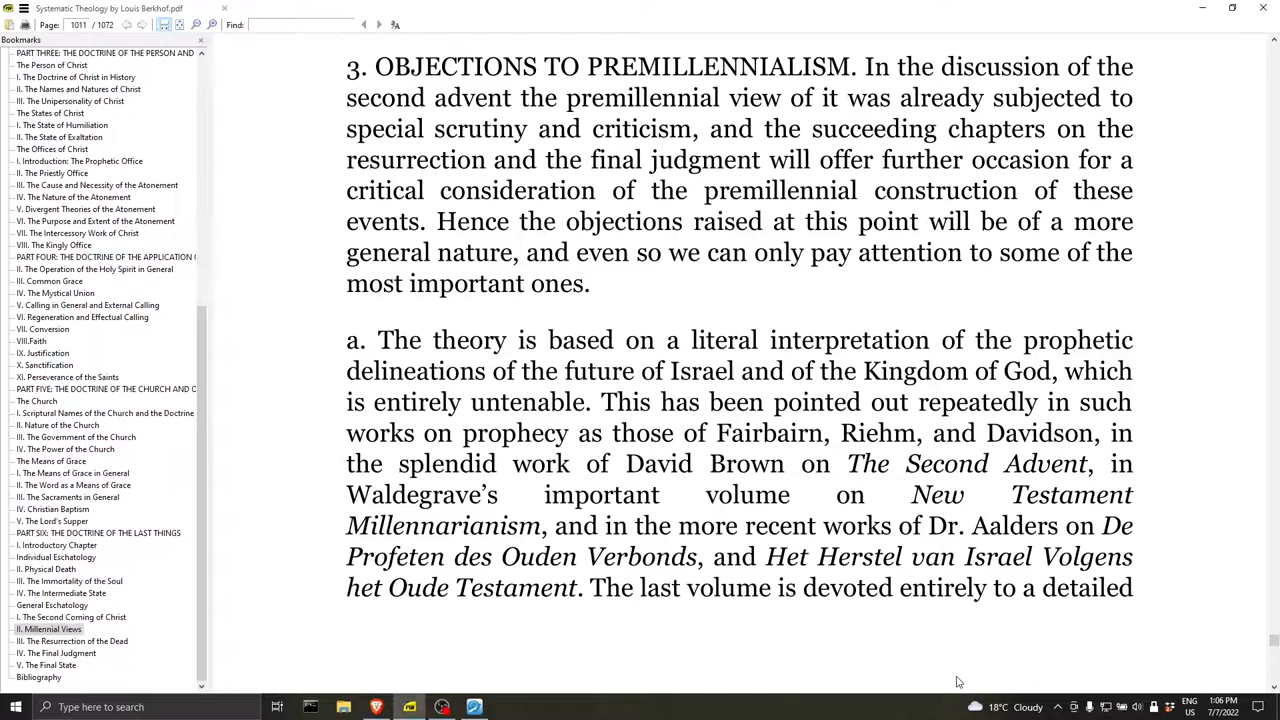 Systematic Theology by Louis Berkhof.pdf
Page: 1011 / 1072
Find:
Bookmarks
PART THREE: THE DOCTRINE OF THE PERSON AND
The Person of Christ
I. The Doctrine of Christ in History
II. The Names and Natures of Christ
III. The Unipersonality of Christ
The States of Christ
I. The State of Humiliation
II. The State of Exaltation
The Offices of Christ
I. Introduction: The Prophetic Office
II. The Priestly Office
III. The Cause and Necessity of the Atonement
IV. The Nature of the Atonement
V. Divergent Theories of the Atonement
VI. The Purpose and Extent of the Atonement
VII. The Intercessory Work of Christ
VIII. The Kingly Office
PART FOUR: THE DOCTRINE OF THE APPLICATION
II. The Operation of the Holy Spirit in General
III. Common Grace
IV. The Mystical Union
V. Calling in General and External Calling
VI. Regeneration and Effectual Calling
VII. Conversion
VIII.Faith
IX. Justification
X. Sanctification
XI. Perseverance of the Saints
PART FIVE: THE DOCTRINE OF THE CHURCH AND
The Church
I. Scriptural Names of the Church and the Doctrine
II. Nature of the Church
III. The Government of the Church
IV. The Power of the Church
The Means of Grace
I. The Means of Grace in General
II. The Word as a Means of Grace
III. The Sacraments in General
IV. Christian Baptism
V. The Lord's Supper
PART SIX: THE DOCTRINE OF THE LAST THINGS
I. Introductory Chapter
Individual Eschatology
II. Physical Death
III. The Immortality of the Soul
IV. The Intermediate State
General Eschatology
I. The Second Coming of Christ
II. Millennial Views
III. The Resurrection of the Dead
IV. The Final Judgment
V. The Final State
Bibliography
3. OBJECTIONS TO PREMILLENNIALISM. In the discussion of the
second advent the premillennial view of it was already subjected to
special scrutiny and criticism, and the succeeding chapters on the
resurrection and the final judgment will offer further occasion for a
critical consideration of the premillennial construction of these
events. Hence the objections raised at this point will be of a more
general nature, and even so we can only pay attention to some of the
most important ones.
a. The theory is based on a literal interpretation of the prophetic
delineations of the future of Israel and of the Kingdom of God, which
is entirely untenable. This has been pointed out repeatedly in such
works on prophecy as those of Fairbairn, Riehm, and Davidson, in
the splendid work of David Brown on The Second Advent, in
Waldegrave’s important volume on New Testament
Millennarianism, and in the more recent works of Dr. Aalders on De
Profeten des Ouden Verbonds, and Het Herstel van Israel Volgens
het Oude Testament. The last volume is devoted entirely to a detailed
Type here to search
18°C Cloudy
ENG
US
1:06 PM
7/7/2022